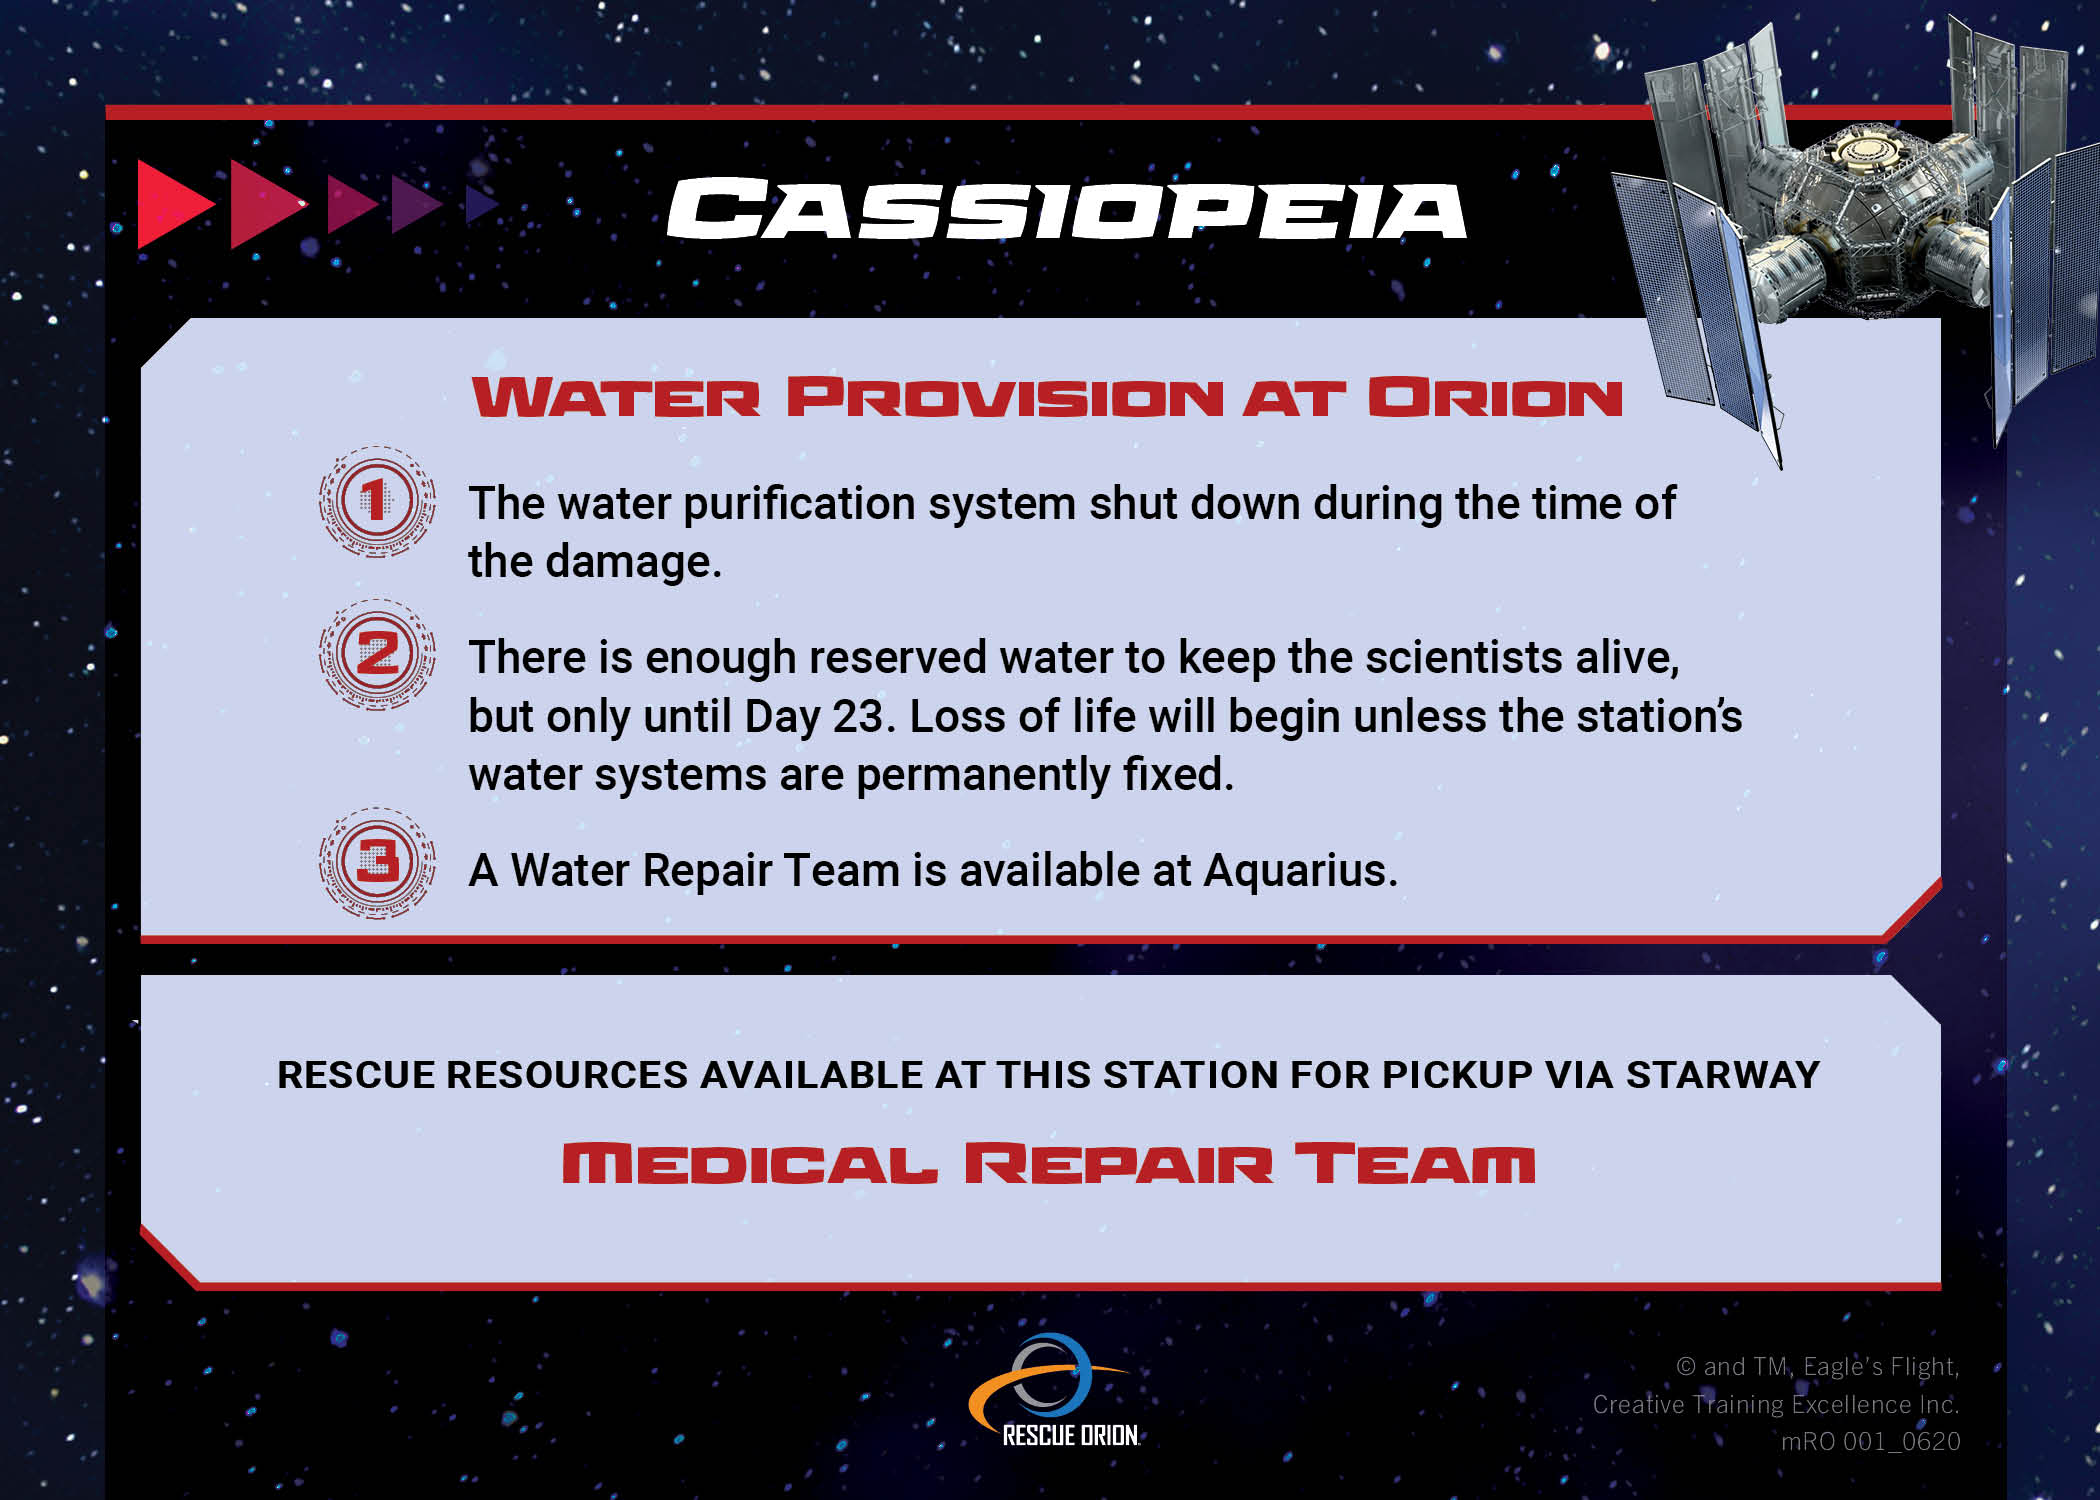 CASSIOPEIA
WATER PROVISION AT ORION
1
The water purification system shut down during the time of
the damage.
2
There is enough reserved water to keep the scientists alive,
but only until Day 23. Loss of life will begin unless the station’s
water systems are permanently fixed.
3
A Water Repair Team is available at Aquarius.
RESCUE RESOURCES AVAILABLE AT THIS STATION FOR PICKUP VIA STARWAY
MEDICAL REPAIR TEAM
RESCUE ORION
© and TM, Eagle’s Flight,
Creative Training Excellence Inc.
mRO 001_0620